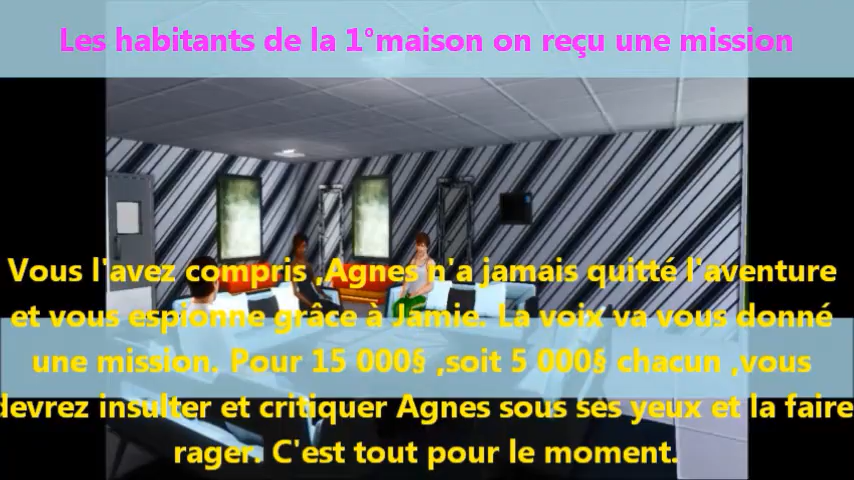 Les habitants de la 1°maison on reçu une mission
Vous l'avez compris ,Agnes n'a jamais quitté l'aventure
et vous espionne grâce à Jamie. La voix va vous donné
une mission. Pour 15 000§ ,soit 5 000§ chacun ,vous
devrez insulter et critiquer Agnes sous ses yeux et la faire
rager. C'est tout pour le moment.